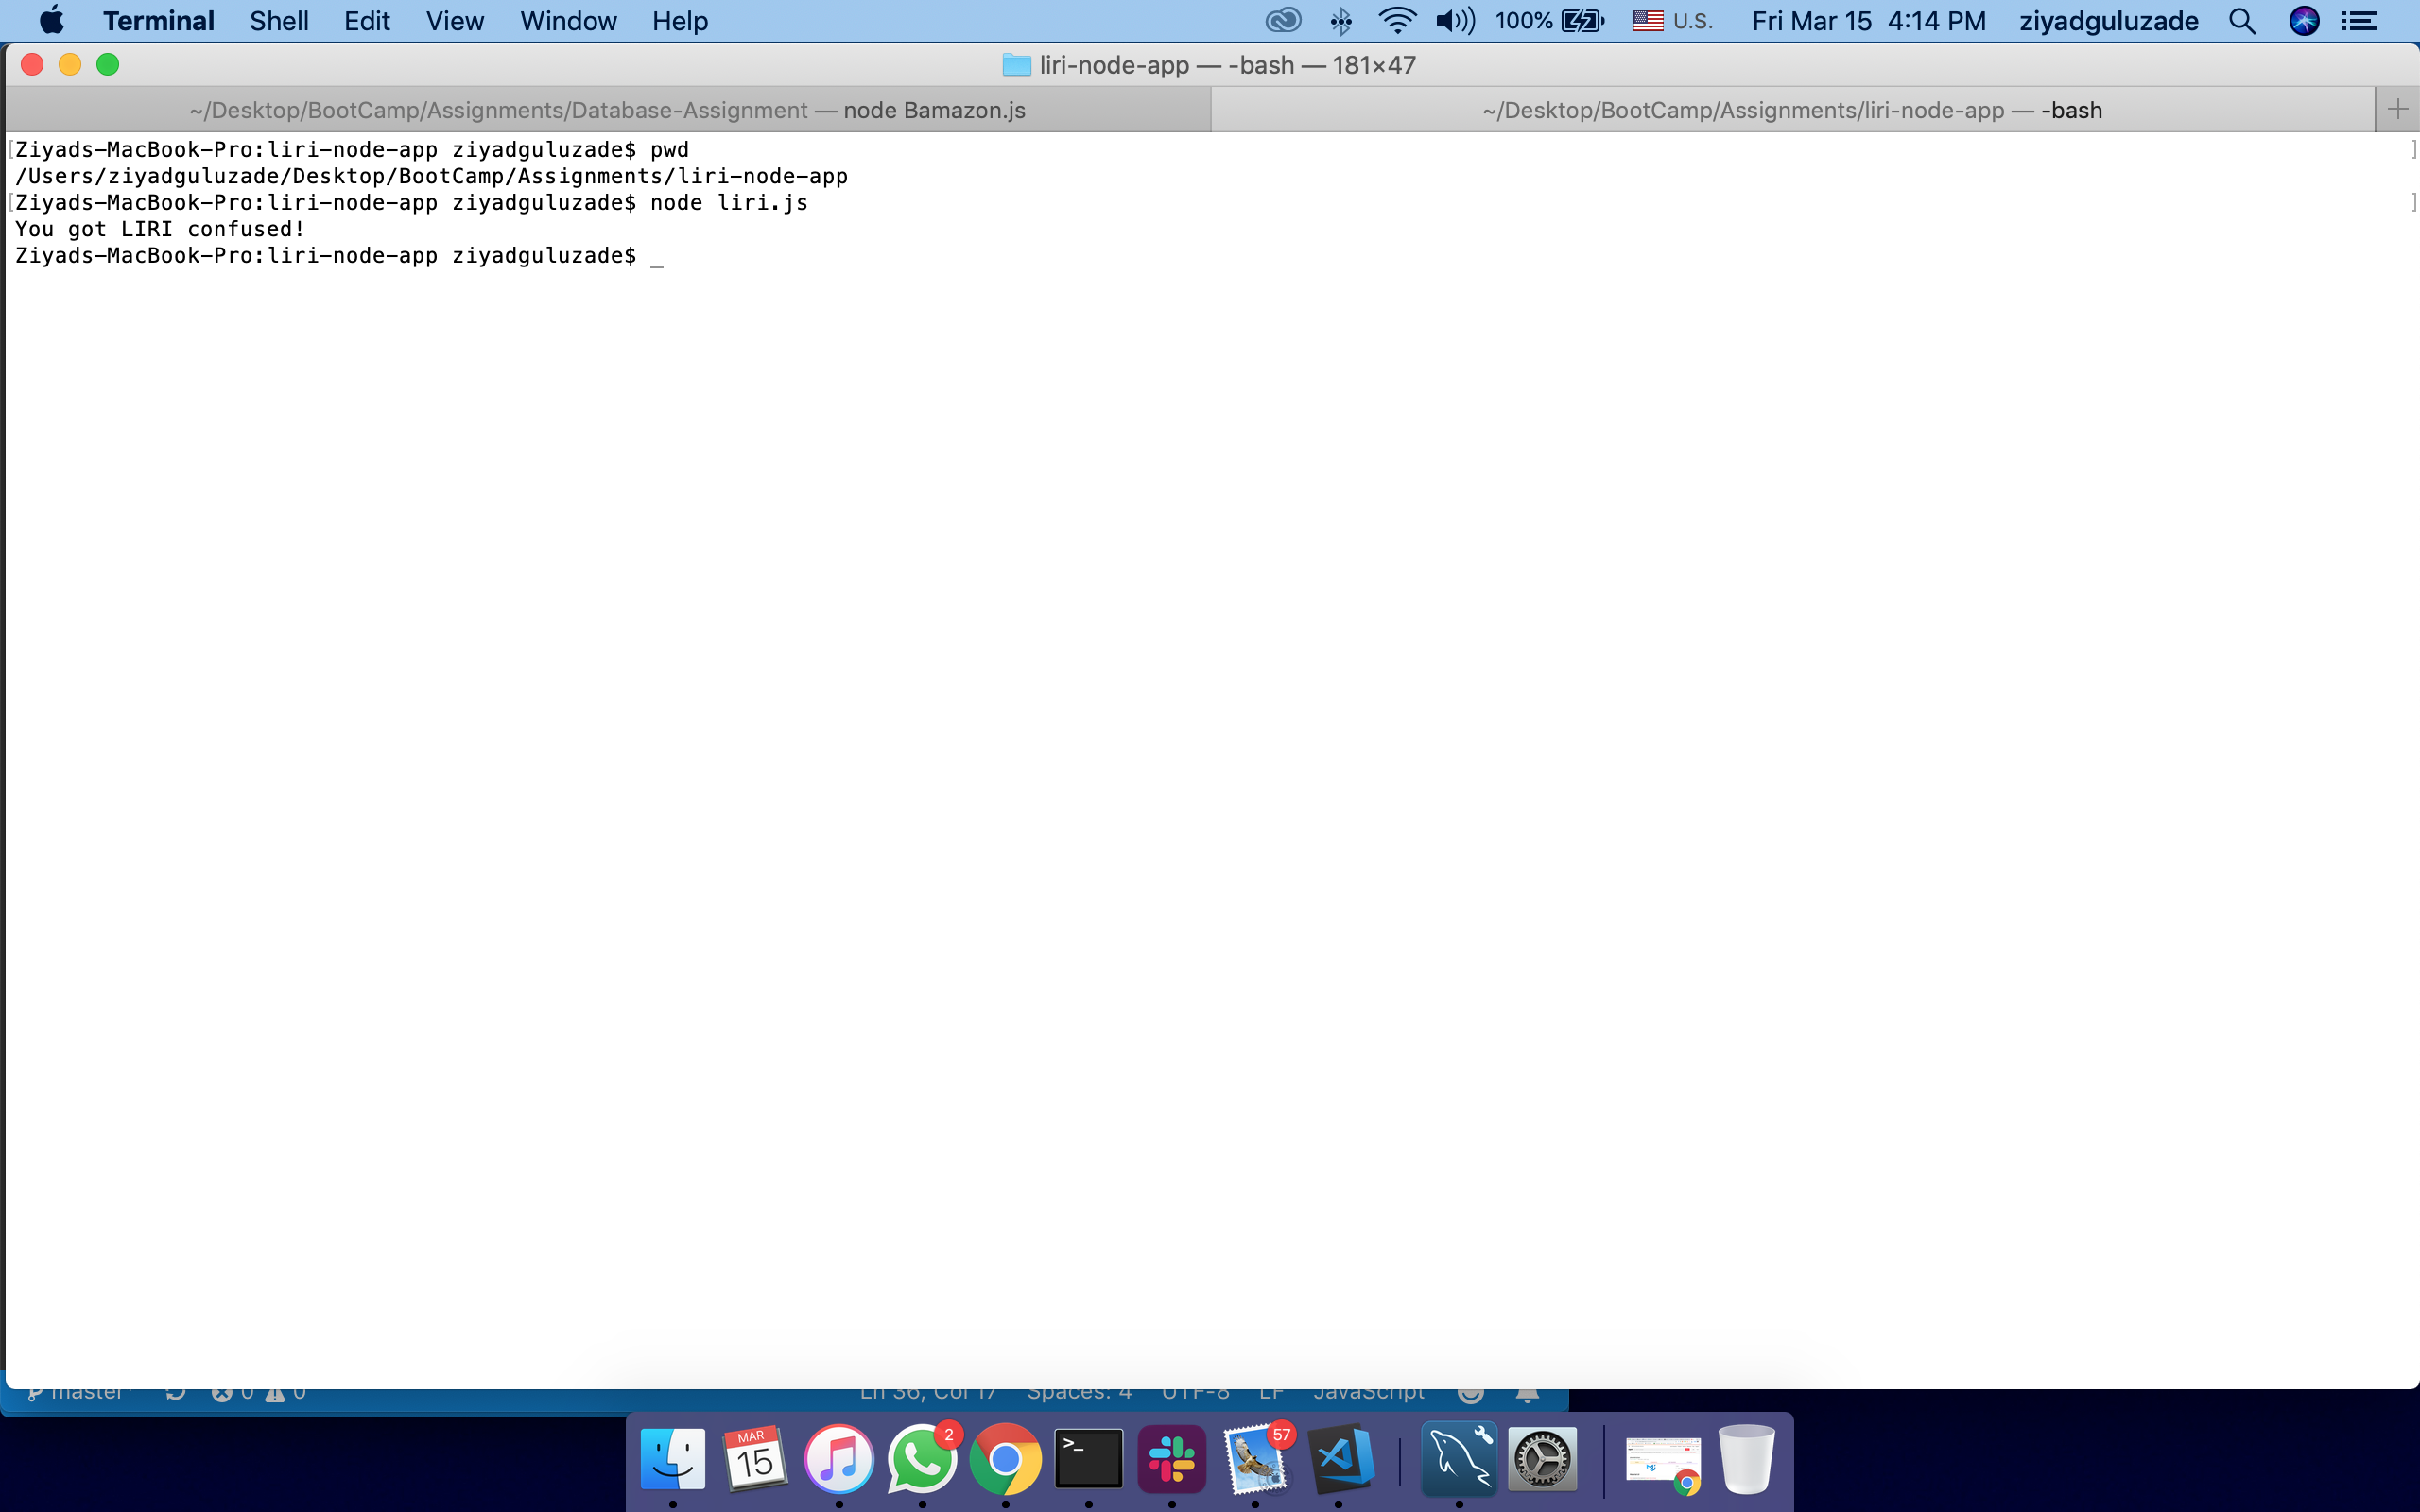 Terminal Shell Edit View Window Help 100% U.S. Fri Mar 15 4:14 PM ziyadguluzade
liri-node-app — -bash — 181×47
~/Desktop/BootCamp/Assignments/Database-Assignment — node Bamazon.js ~/Desktop/BootCamp/Assignments/liri-node-app — -bash +
[Ziyads-MacBook-Pro:liri-node-app ziyadguluzade$ pwd ]
/Users/ziyadguluzade/Desktop/BootCamp/Assignments/liri-node-app
[Ziyads-MacBook-Pro:liri-node-app ziyadguluzade$ node liri.js ]
You got LIRI confused!
Ziyads-MacBook-Pro:liri-node-app ziyadguluzade$ _
master* 0 0 Ln 36, Col 17 Spaces: 4 UTF-8 LF JavaScript
MAR 15 2 >_ 57